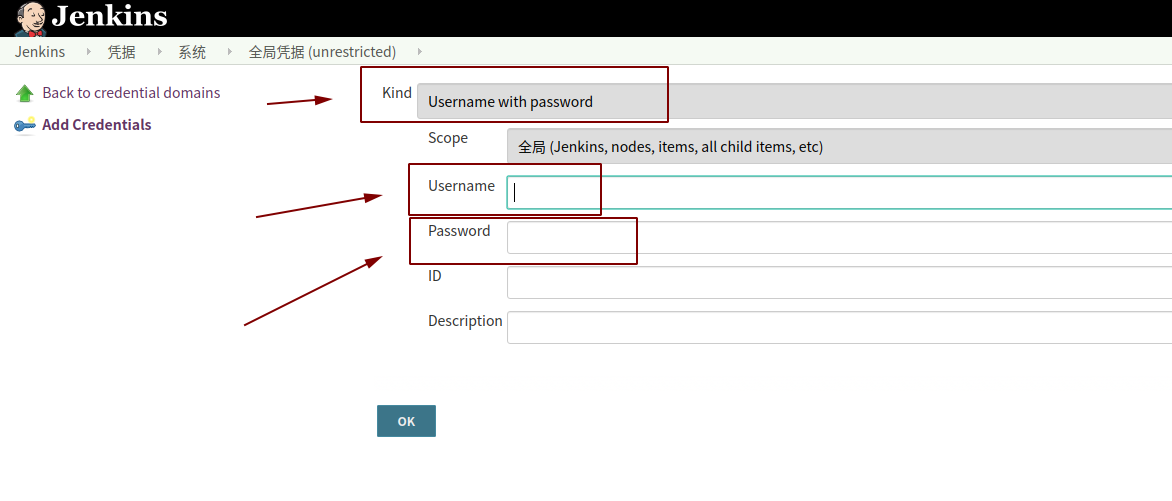 Jenkins
Jenkins 凭据 系统 全局凭据 (unrestricted)
Back to credential domains
Add Credentials
Kind Username with password
Scope 全局 (Jenkins, nodes, items, all child items, etc)
Username
Password
ID
Description
OK